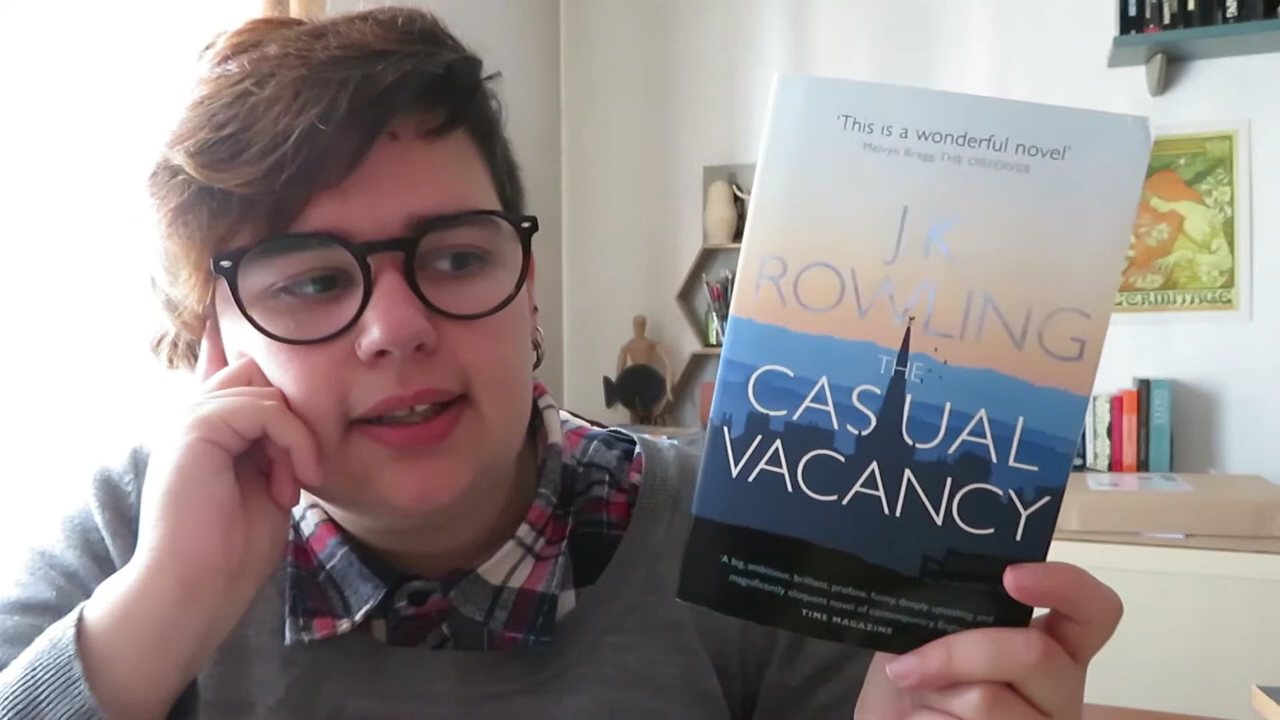 'This is a wonderful novel'
Melvyn Bragg, THE OBSERVER
J K
ROWLING
THE
CASUAL
VACANCY
'A big, ambitious, brilliant, profane, funny, deeply upsetting and
magnificently eloquent novel of contemporary England
TIME MAGAZINE
HERMITAGE